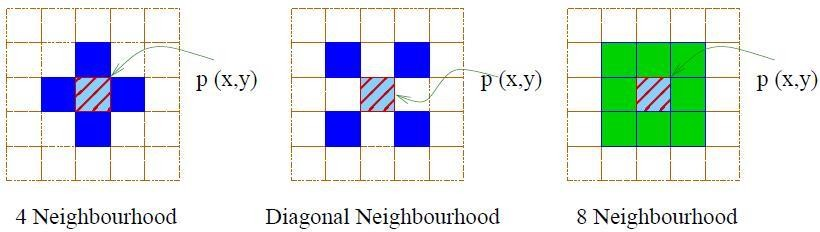 p (x,y)
p (x,y)
p (x,y)
4 Neighbourhood
Diagonal Neighbourhood
8 Neighbourhood